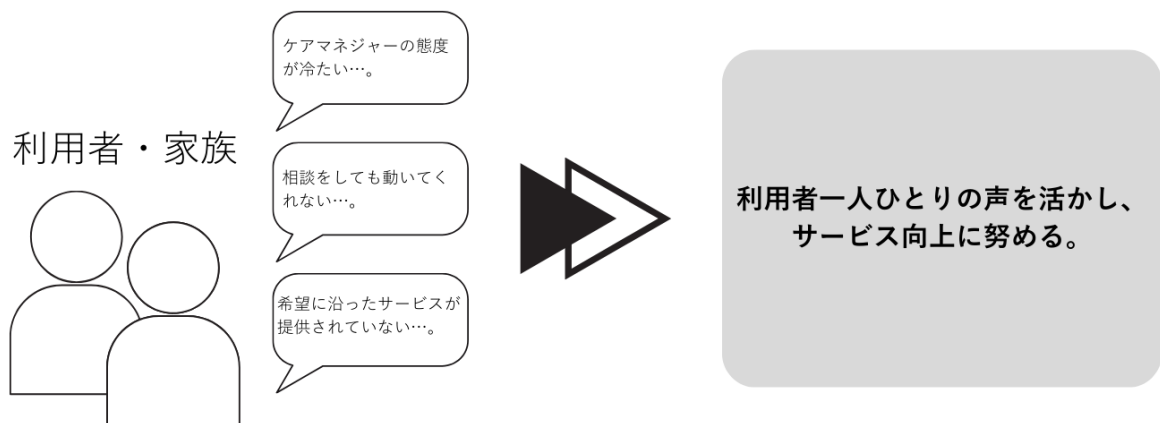 利用者・家族
ケアマネジャーの態度
が冷たい…。
相談をしても動いてく
れない…。
希望に沿ったサービスが
提供されていない…。
利用者一人ひとりの声を活かし、
サービス向上に努める。